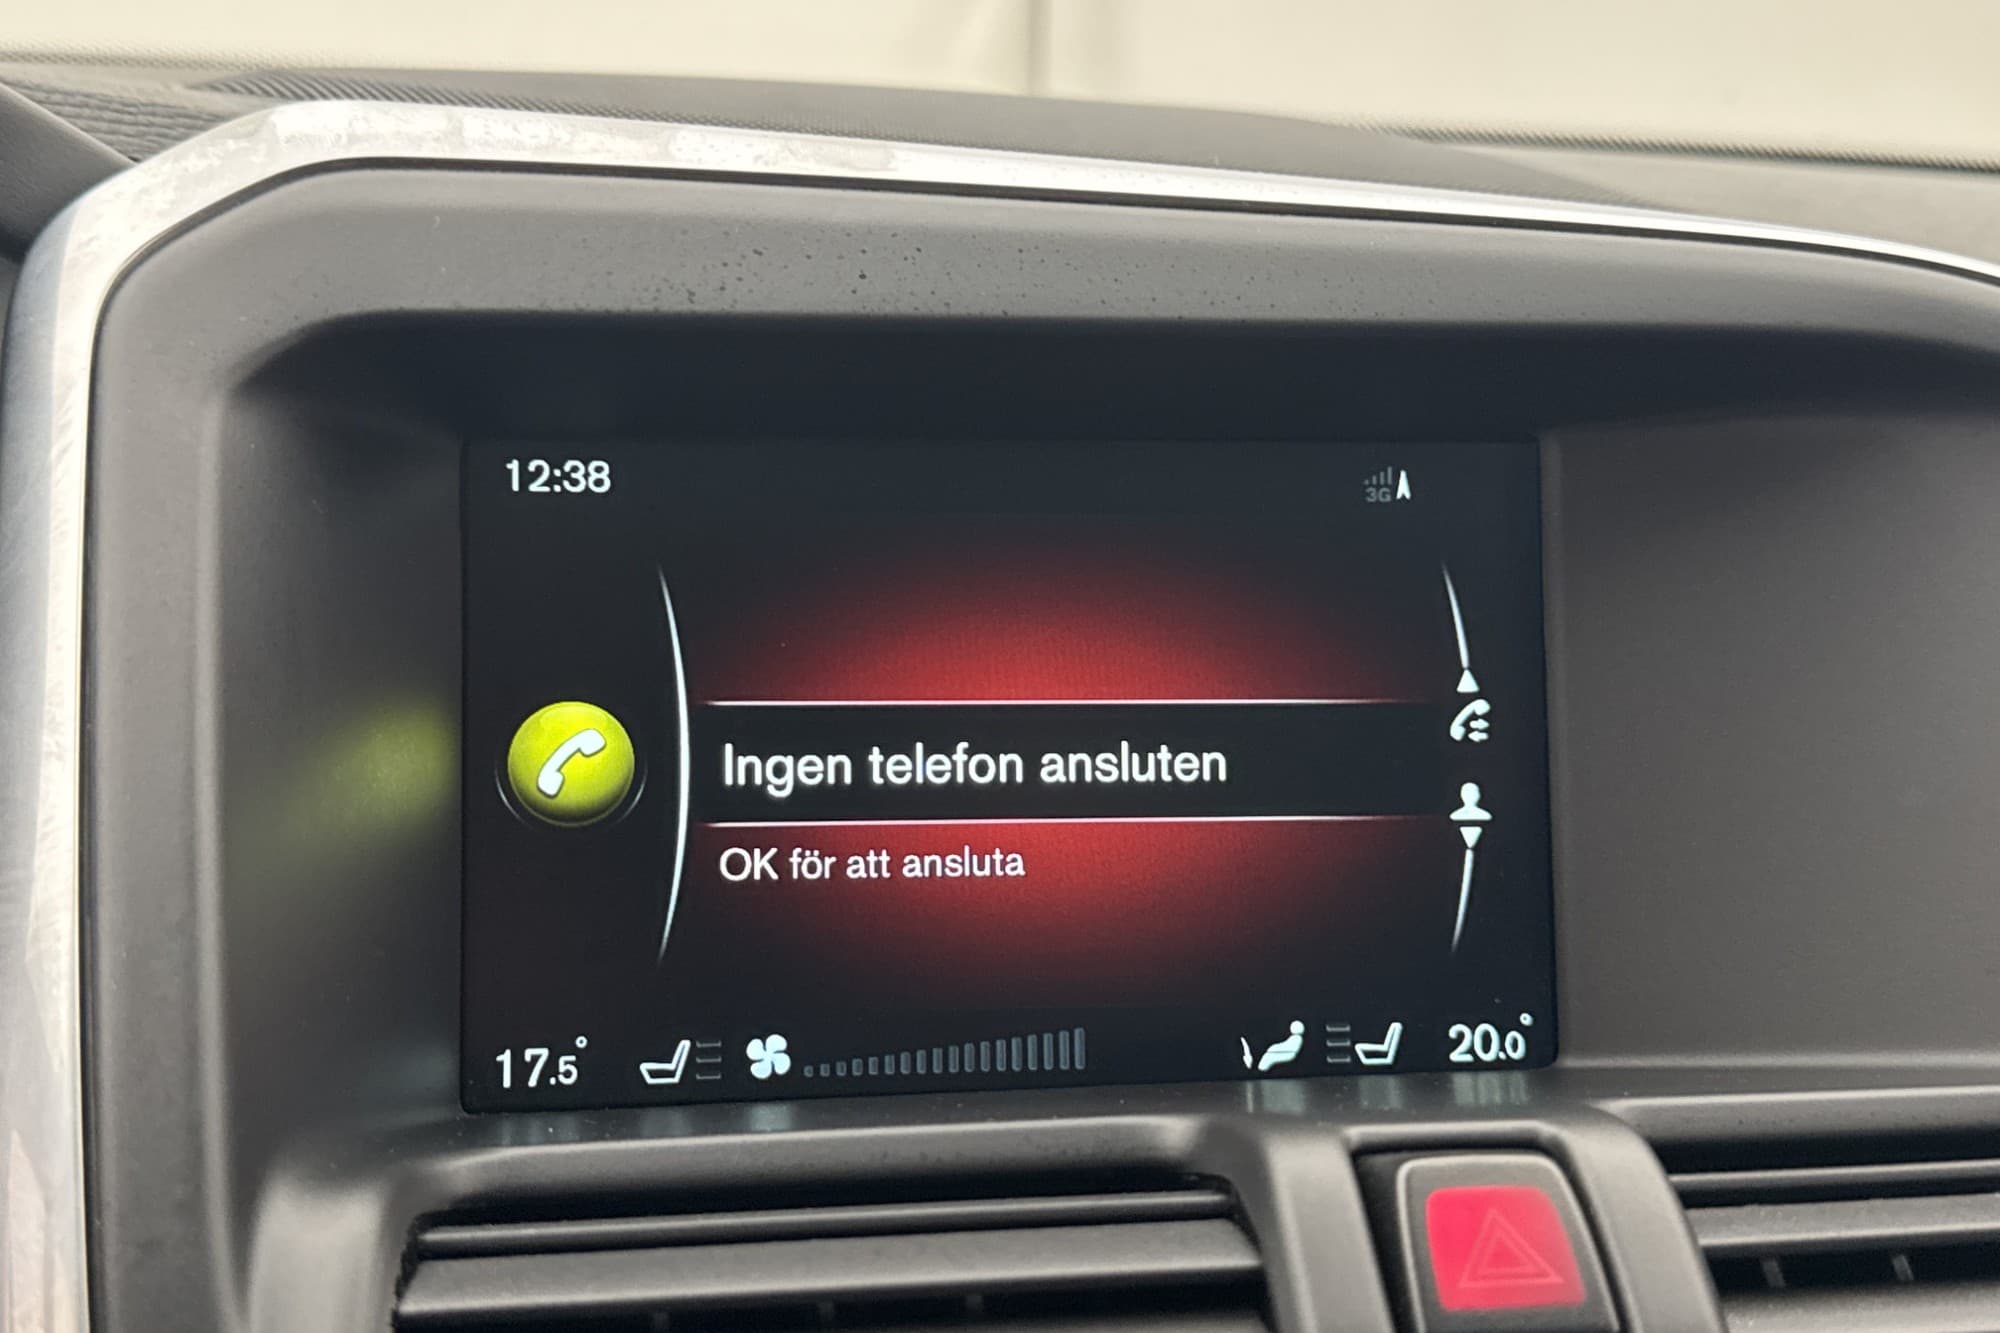 12:38
3G
Ingen telefon ansluten
OK för att ansluta
17.5° 20.0°